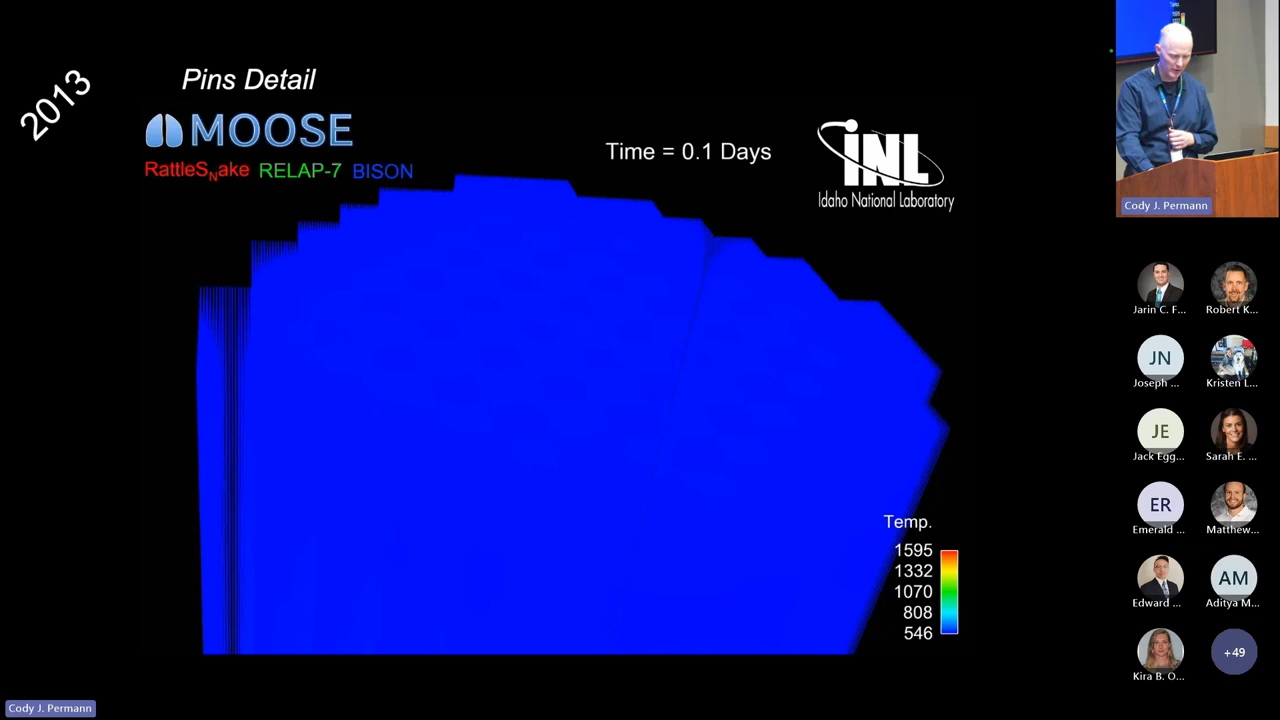 2013
Pins Detail
MOOSE
RattleSNake RELAP-7 BISON
Time = 0.1 Days
INL
Idaho National Laboratory
Temp.
1595
1332
1070
808
546
Cody J. Permann
Jarin C. F...
Robert K...
JN
Joseph ...
Kristen L...
JE
Jack Egg...
Sarah E. ...
ER
Emerald ...
Matthew...
Edward ...
AM
Aditya M...
Kira B. O...
+49
Cody J. Permann